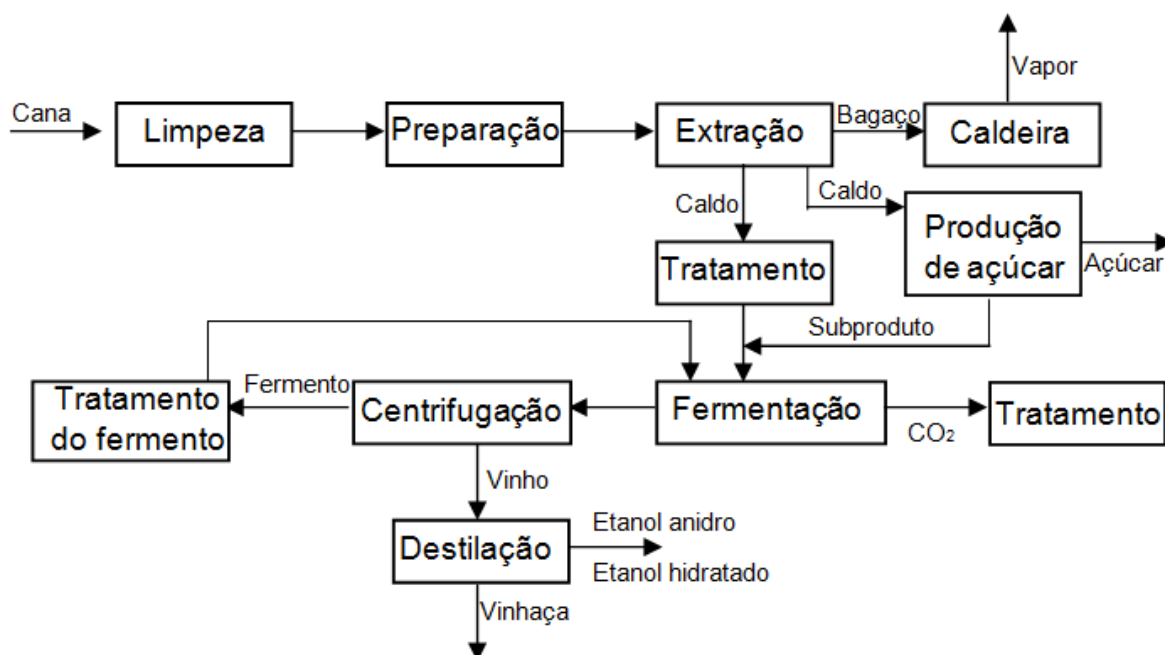 Vapor
Cana
Limpeza
Preparação
Extração
Bagaço
Caldeira
Caldo
Caldo
Produção
de açúcar
Açúcar
Tratamento
Subproduto
Tratamento
do fermento
Fermento
Centrifugação
Fermentação
CO₂
Tratamento
Vinho
Destilação
Etanol anidro
Etanol hidratado
Vinhaça